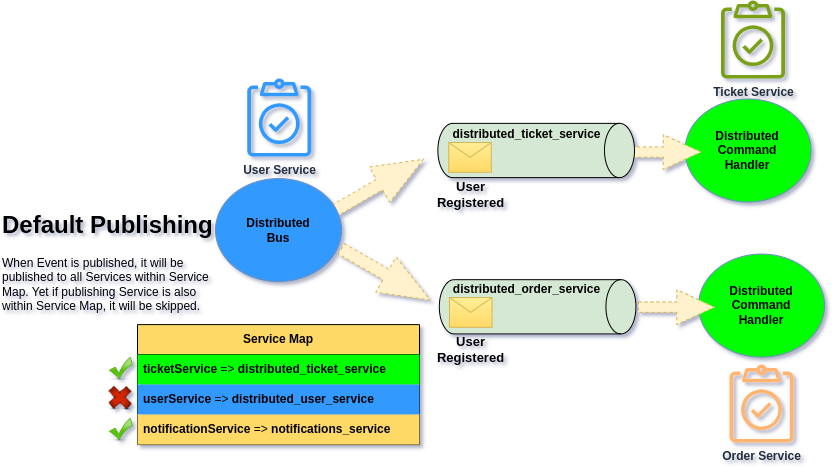 Ticket Service
distributed_ticket_service
Distributed
Command
Handler
User
Registered
User Service
Distributed
Bus
Default Publishing
When Event is published, it will be
published to all Services within Service
Map. Yet if publishing Service is also
within Service Map, it will be skipped.
distributed_order_service
Distributed
Command
Handler
User
Registered
Service Map
ticketService => distributed_ticket_service
userService => distributed_user_service
notificationService => notifications_service
Order Service